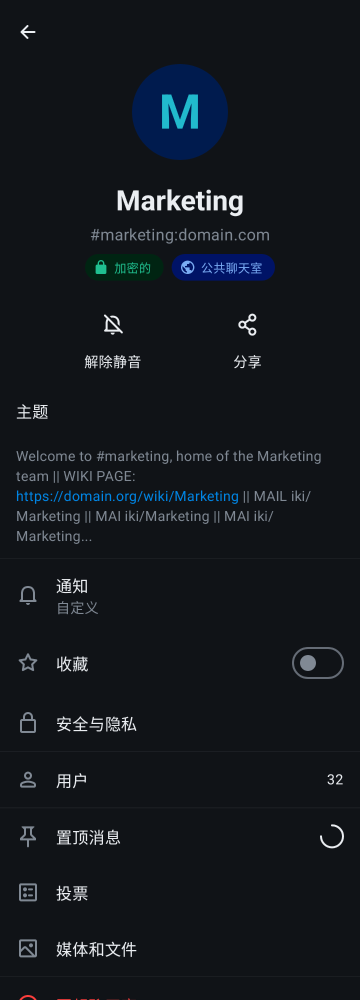 M
Marketing
#marketing:domain.com
加密的 公共聊天室
解除静音 分享
主题
Welcome to #marketing, home of the Marketing
team || WIKI PAGE:
https://domain.org/wiki/Marketing || MAIL iki/
Marketing || MAI iki/Marketing || MAI iki/
Marketing...
通知
自定义
收藏
安全与隐私
用户 32
置顶消息
投票
媒体和文件